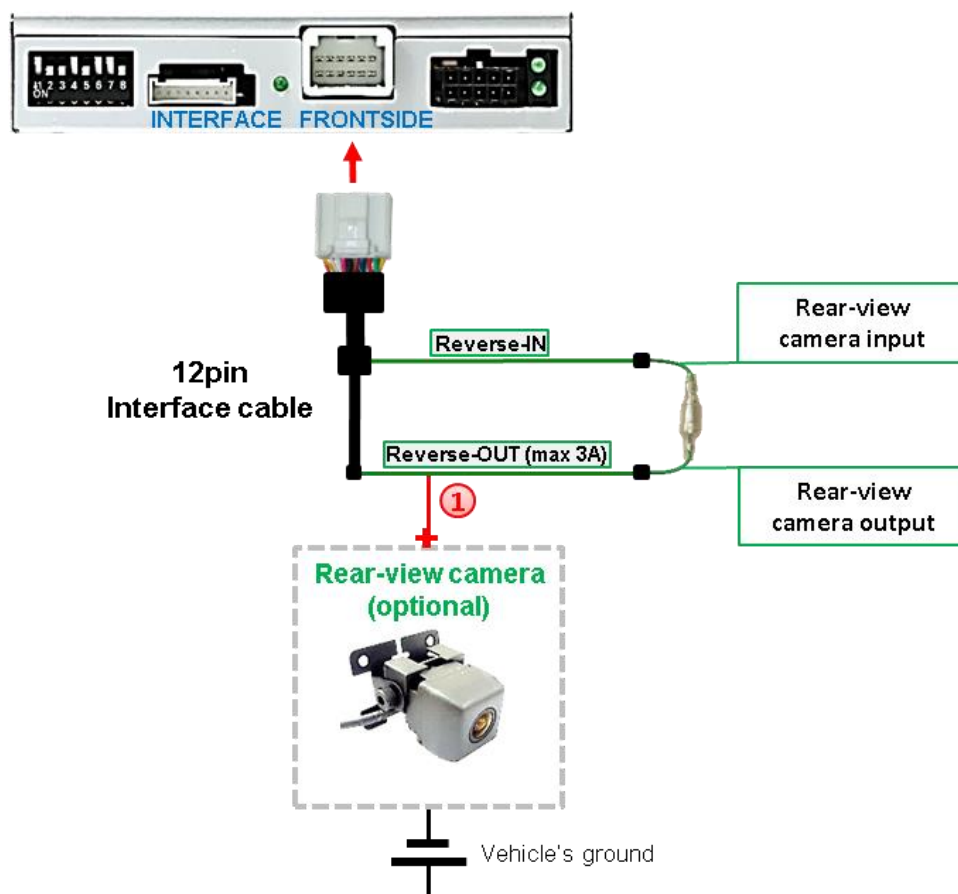 1 2 3 4 5 6 7 8
ON
INTERFACE FRONTSIDE
Reverse-IN
Rear-view
camera input
12pin
Interface cable
Reverse-OUT (max 3A)
1
Rear-view
camera output
Rear-view camera
(optional)
Vehicle's ground